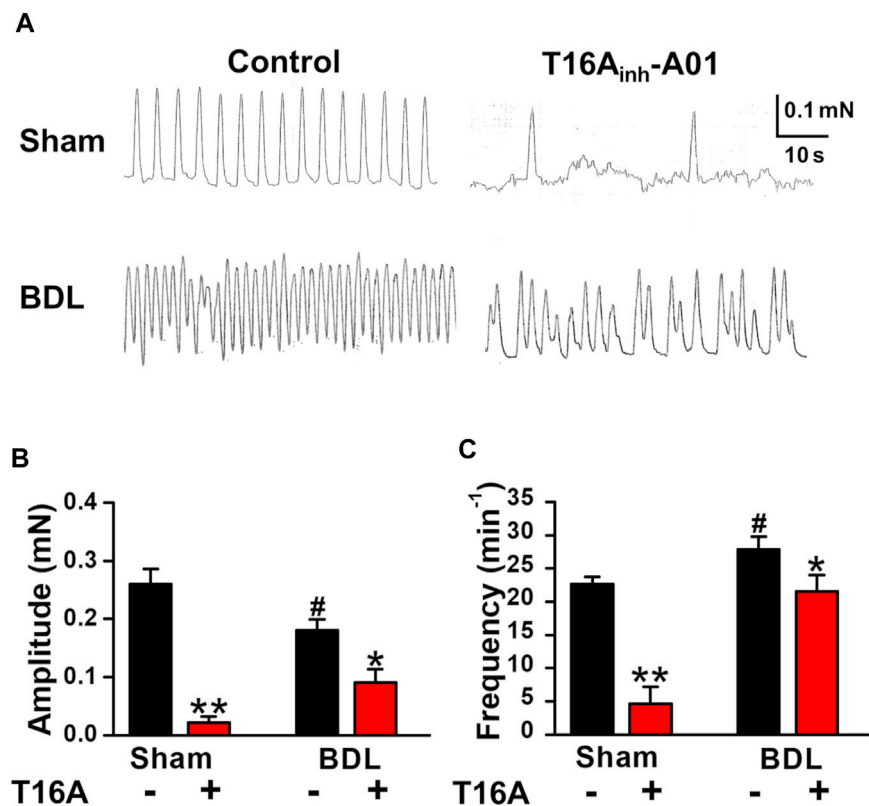 A
Control
T16Ainh-A01
Sham
0.1 mN
10 s
BDL
B
Amplitude (mN)
0.4
0.3
0.2
0.1
0.0
**
#
*
Sham
BDL
T16A
-
+
-
+
C
Frequency (min-1)
35
30
25
20
15
10
5
0
**
#
*
Sham
BDL
T16A
-
+
-
+